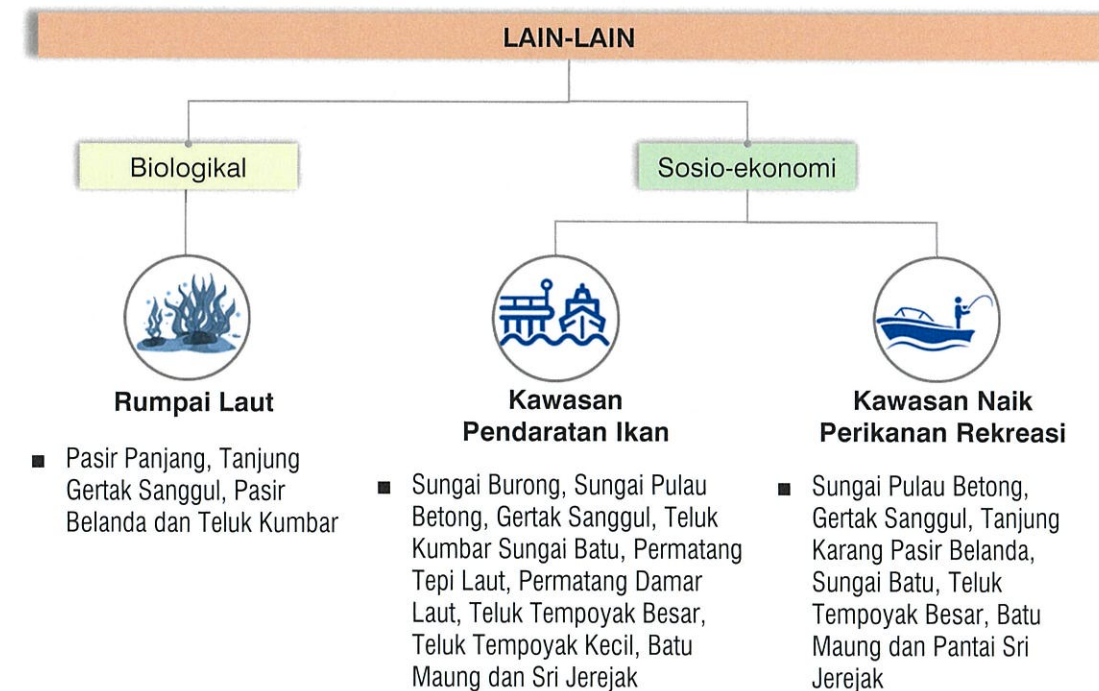 LAIN-LAIN
Biologikal
Sosio-ekonomi
Rumpai Laut
■ Pasir Panjang, Tanjung
Gertak Sanggul, Pasir
Belanda dan Teluk Kumbar
Kawasan
Pendaratan Ikan
■ Sungai Burong, Sungai Pulau
Betong, Gertak Sanggul, Teluk
Kumbar Sungai Batu, Permatang
Tepi Laut, Permatang Damar
Laut, Teluk Tempoyak Besar,
Teluk Tempoyak Kecil, Batu
Maung dan Sri Jerejak
Kawasan Naik
Perikanan Rekreasi
■ Sungai Pulau Betong,
Gertak Sanggul, Tanjung
Karang Pasir Belanda,
Sungai Batu, Teluk
Tempoyak Besar, Batu
Maung dan Pantai Sri
Jerejak